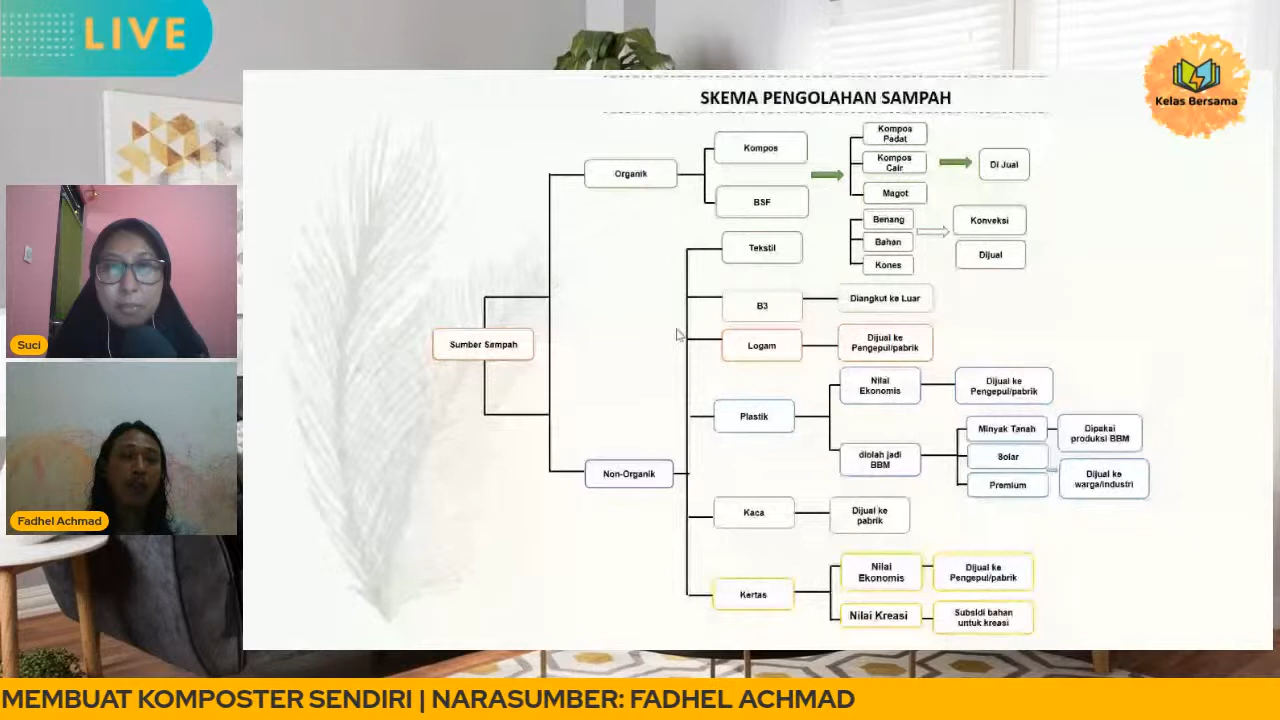 LIVE
Kelas Bersama
Suci
Fadhel Achmad
SKEMA PENGOLAHAN SAMPAH
Sumber Sampah
Organik
Kompos
BSF
Kompos
Padat
Kompos
Cair
Magot
Di Jual
Non-Organik
Tekstil
Benang
Bahan
Kones
Konveksi
Dijual
B3
Diangkut ke Luar
Logam
Dijual ke
Pengepul/pabrik
Plastik
Nilai
Ekonomis
Dijual ke
Pengepul/pabrik
diolah jadi
BBM
Minyak Tanah
Solar
Premium
Dipakai
produksi BBM
Dijual ke
warga/industri
Kaca
Dijual ke
pabrik
Kertas
Nilai
Ekonomis
Dijual ke
Pengepul/pabrik
Nilai Kreasi
Subsidi bahan
untuk kreasi
MEMBUAT KOMPOSTER SENDIRI | NARASUMBER: FADHEL ACHMAD